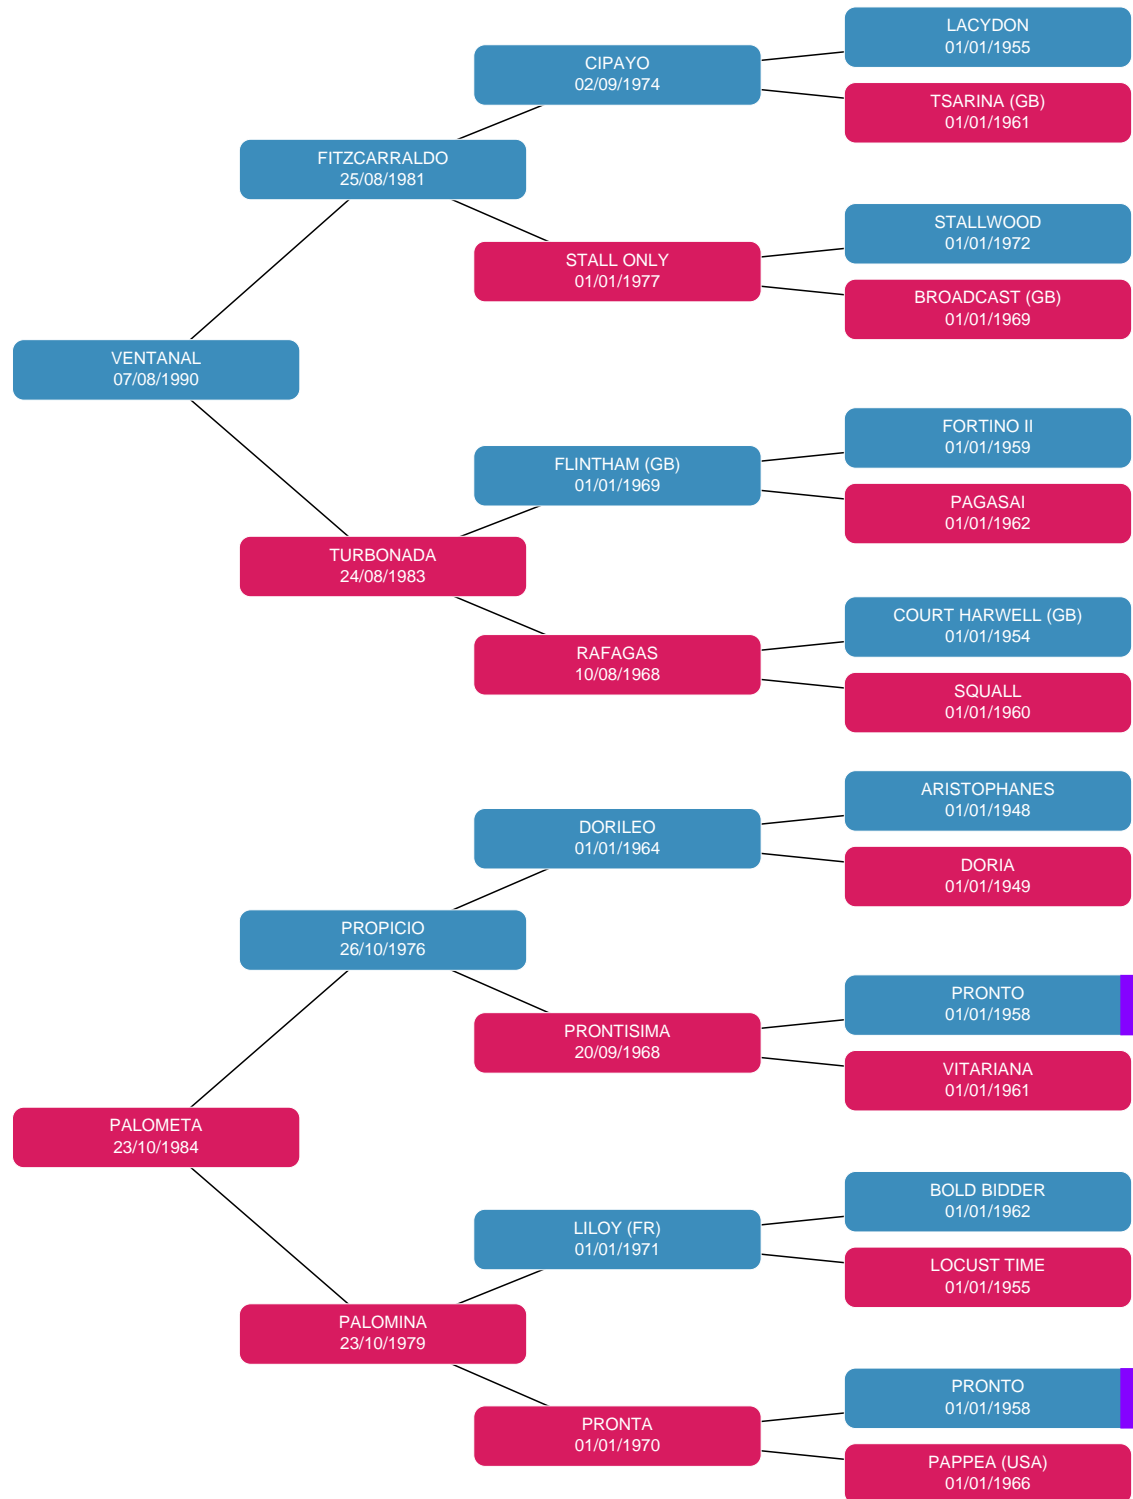 LACYDON
01/01/1955
CIPAYO
02/09/1974
TSARINA (GB)
01/01/1961
FITZCARRALDO
25/08/1981
STALLWOOD
01/01/1972
STALL ONLY
01/01/1977
BROADCAST (GB)
01/01/1969
VENTANAL
07/08/1990
FORTINO II
01/01/1959
FLINTHAM (GB)
01/01/1969
PAGASAI
01/01/1962
TURBONADA
24/08/1983
COURT HARWELL (GB)
01/01/1954
RAFAGAS
10/08/1968
SQUALL
01/01/1960
ARISTOPHANES
01/01/1948
DORILEO
01/01/1964
DORIA
01/01/1949
PROPICIO
26/10/1976
PRONTO
01/01/1958
PRONTISIMA
20/09/1968
VITARIANA
01/01/1961
PALOMETA
23/10/1984
BOLD BIDDER
01/01/1962
LILOY (FR)
01/01/1971
LOCUST TIME
01/01/1955
PALOMINA
23/10/1979
PRONTO
01/01/1958
PRONTA
01/01/1970
PAPPEA (USA)
01/01/1966